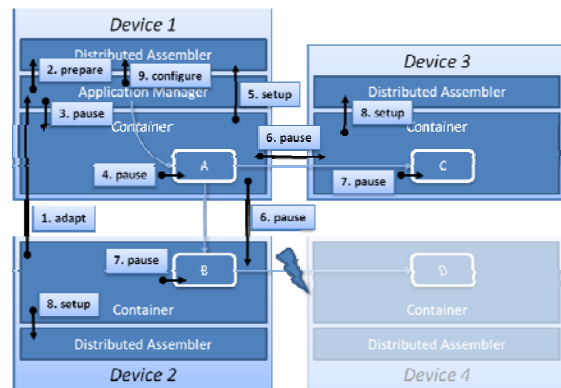 Device 1
Distributed Assembler
2. prepare
9. configure
Application Manager
3. pause
5. setup
Container
4. pause
A
6. pause
Device 3
Distributed Assembler
8. setup
Container
7. pause
C
1. adapt
6. pause
7. pause
B
8. setup
Container
Distributed Assembler
Device 2
D
Container
Distributed Assembler
Device 4